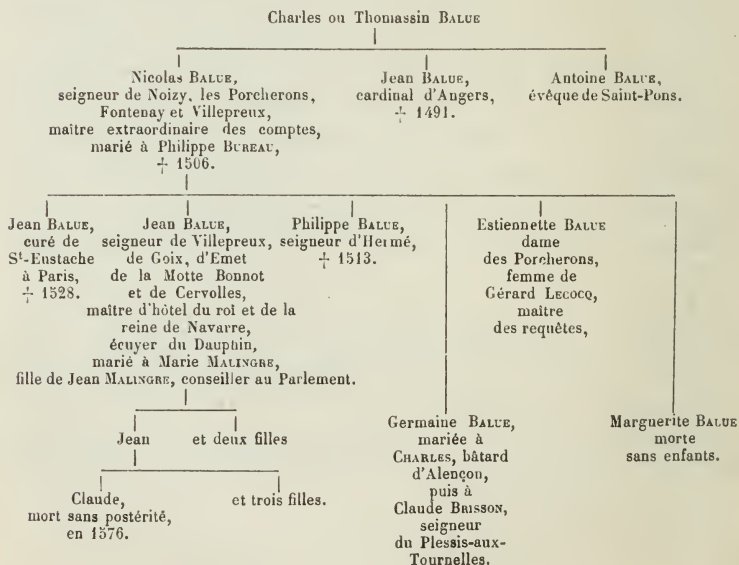 Charles ou Thomassin BALUE
Nicolas BALUE,
seigneur de Noizy, les Porcherons,
Fontenay et Villepreux,
maître extraordinaire des comptes,
marié à Philippe BUREAU,
☩ 1506.
Jean BALUE,
cardinal d'Angers,
☩ 1491.
Antoine BALUE,
évêque de Saint-Pons.
Jean BALUE,
curé de
St-Eustache
à Paris,
☩ 1528.
Jean BALUE,
seigneur de Villepreux,
de Goix, d'Emet
de la Motte Bonnot
et de Cervolles,
maître d'hôtel du roi et de la
reine de Navarre,
écuyer du Dauphin,
marié à Marie MALINGRE,
fille de Jean MALINGRE, conseiller au Parlement.
Philippe BALUE,
seigneur d'Hermé,
☩ 1513.
Estiennette BALUE
dame
des Porcherons,
femme de
Gérard LECOCQ,
maître
des requêtes,
Jean
et deux filles
Claude,
mort sans postérité,
en 1576.
et trois filles.
Germaine BALUE,
mariée à
CHARLES, bâtard
d'Alençon,
puis à
Claude BRISSON,
seigneur
du Plessis-aux-
Tournelles.
Marguerite BALUE
morte
sans enfants.